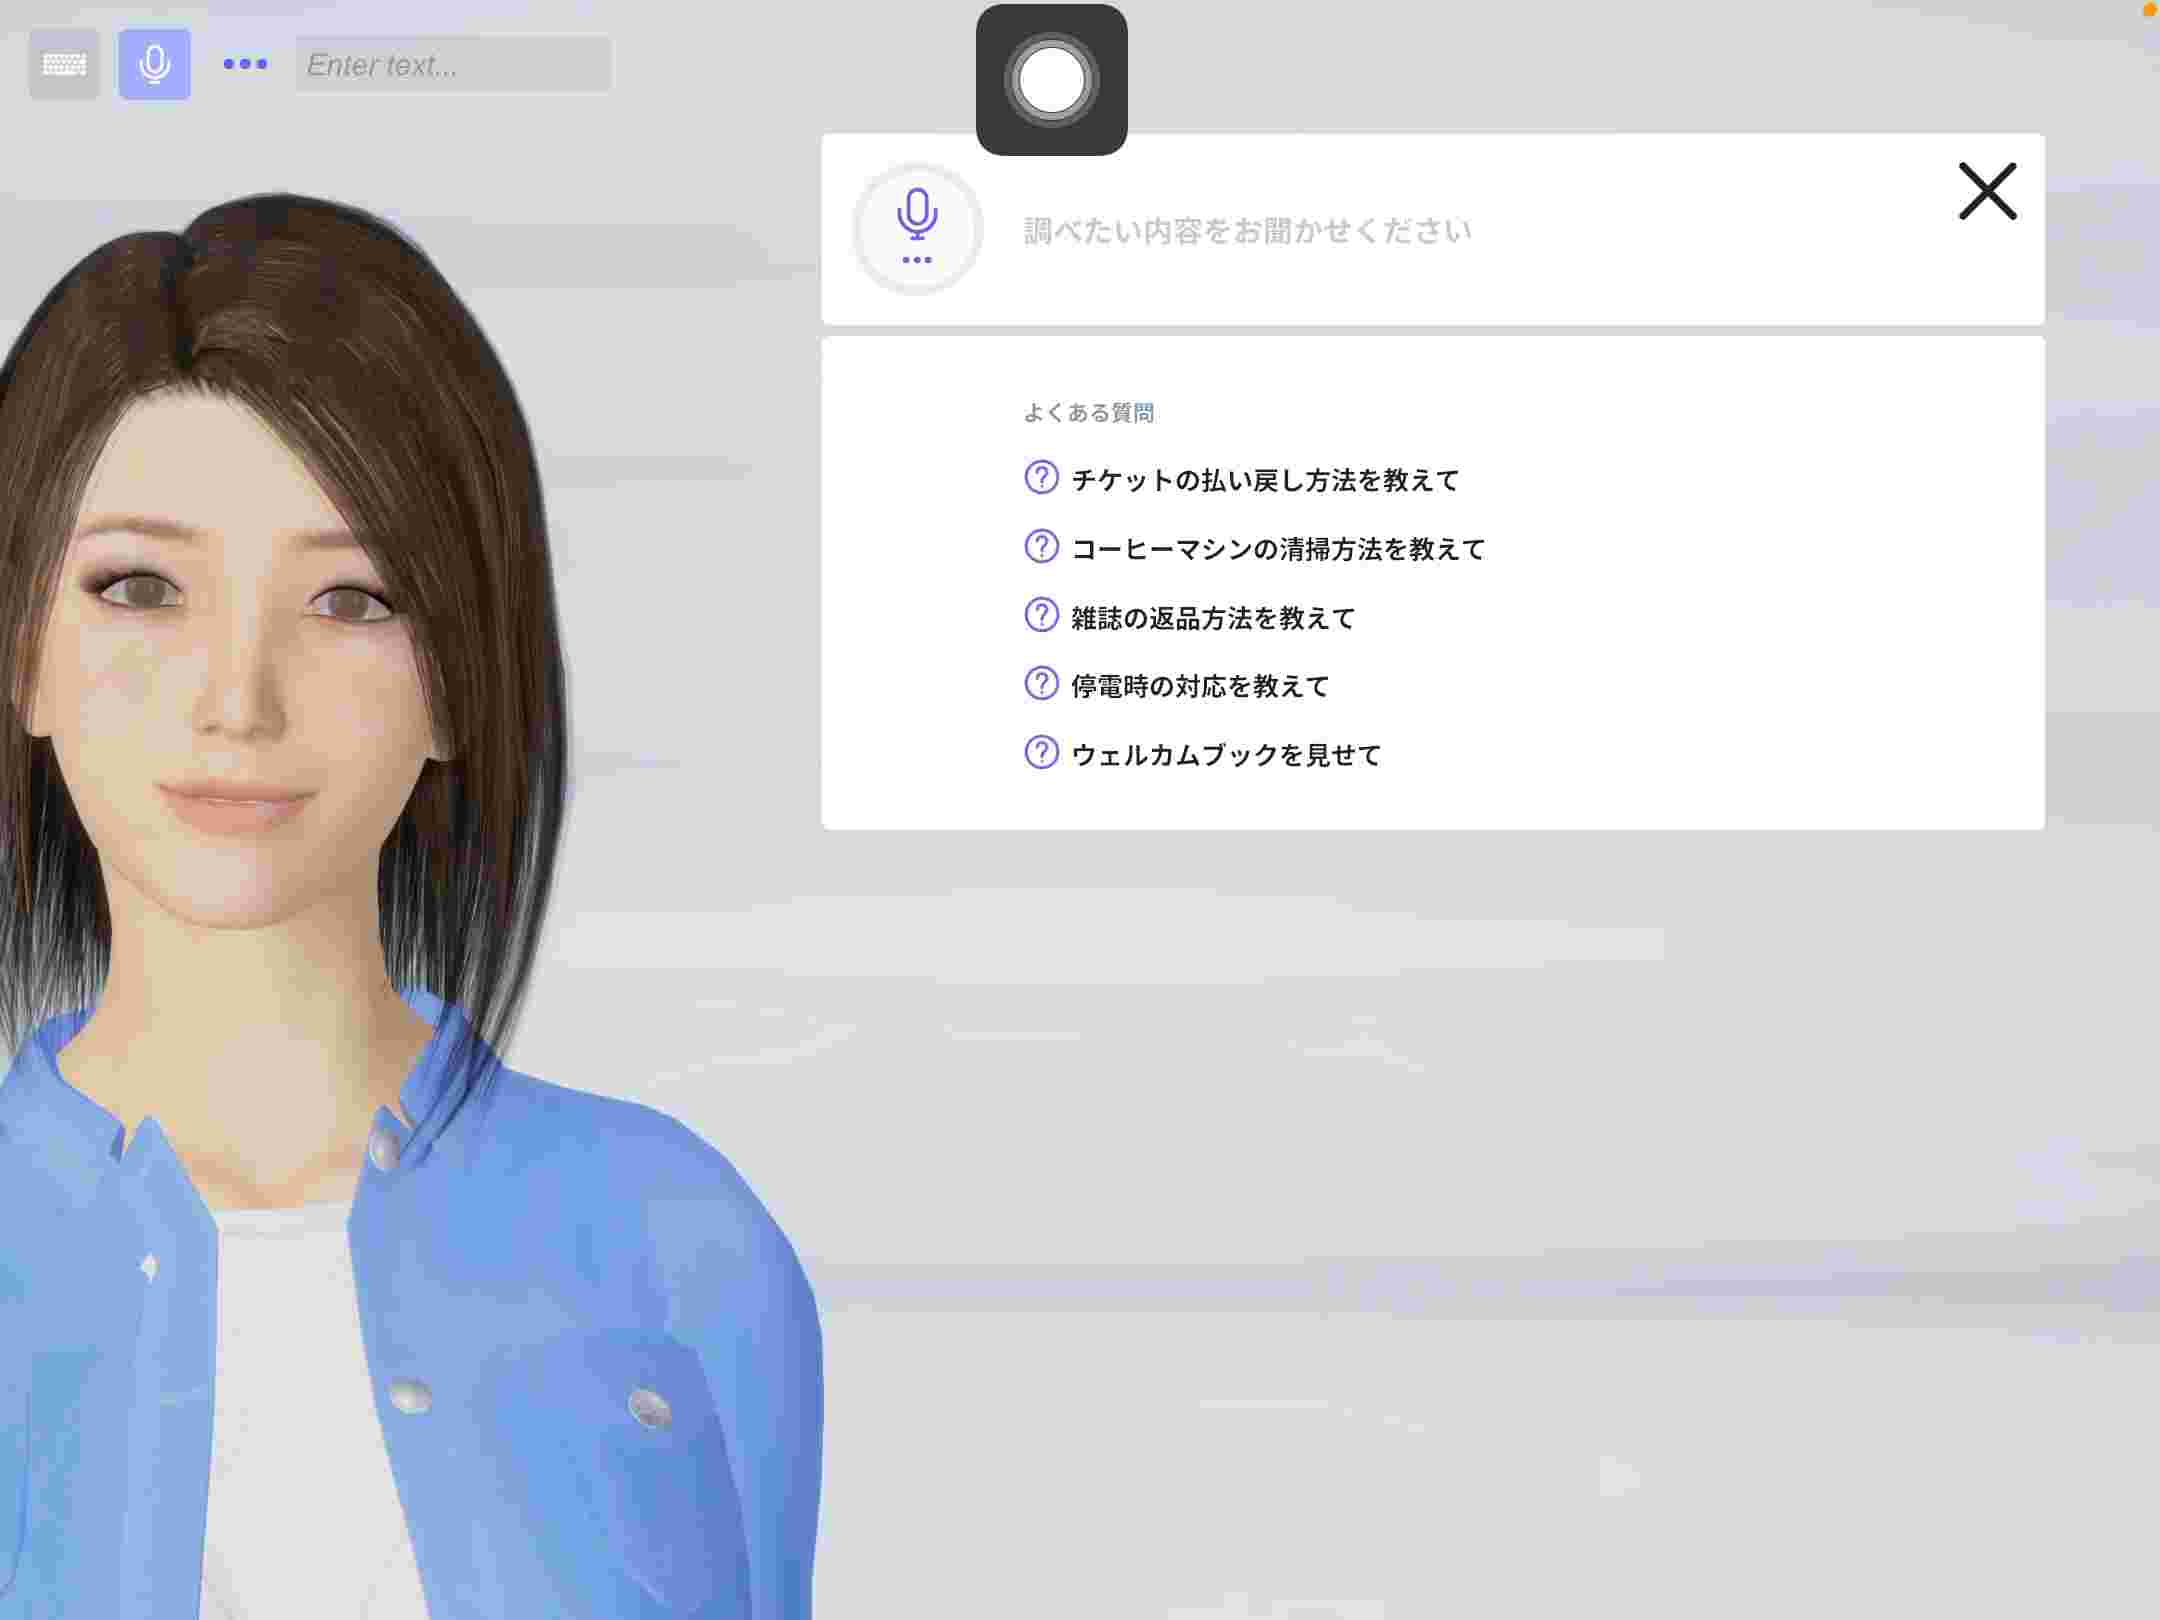 Enter text...
調べたい内容をお聞かせください
よくある質問
チケットの払い戻し方法を教えて
コーヒーマシンの清掃方法を教えて
雑誌の返品方法を教えて
停電時の対応を教えて
ウェルカムブックを見せて